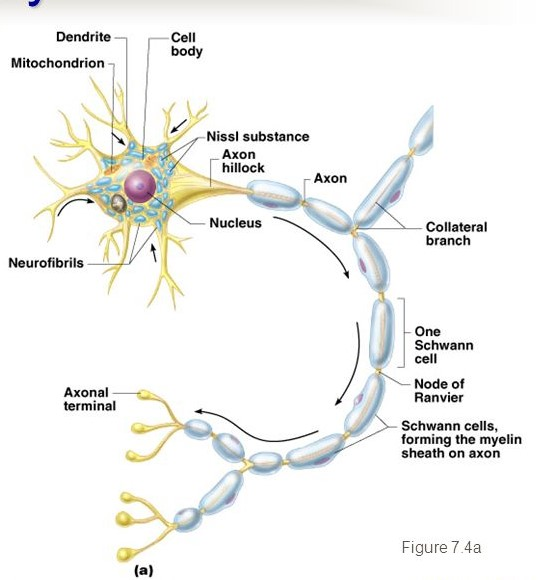 Dendrite
Cell
body
Mitochondrion
Nissl substance
Axon
hillock
Axon
Nucleus
Collateral
branch
Neurofibrils
One
Schwann
cell
Node of
Ranvier
Axonal
terminal
Schwann cells,
forming the myelin
sheath on axon
Figure 7.4a
(a)